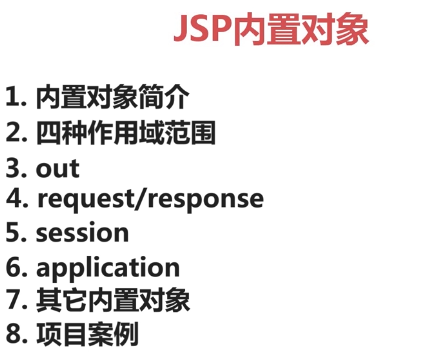 JSP内置对象
1. 内置对象简介
2. 四种作用域范围
3. out
4. request/response
5. session
6. application
7. 其它内置对象
8. 项目案例